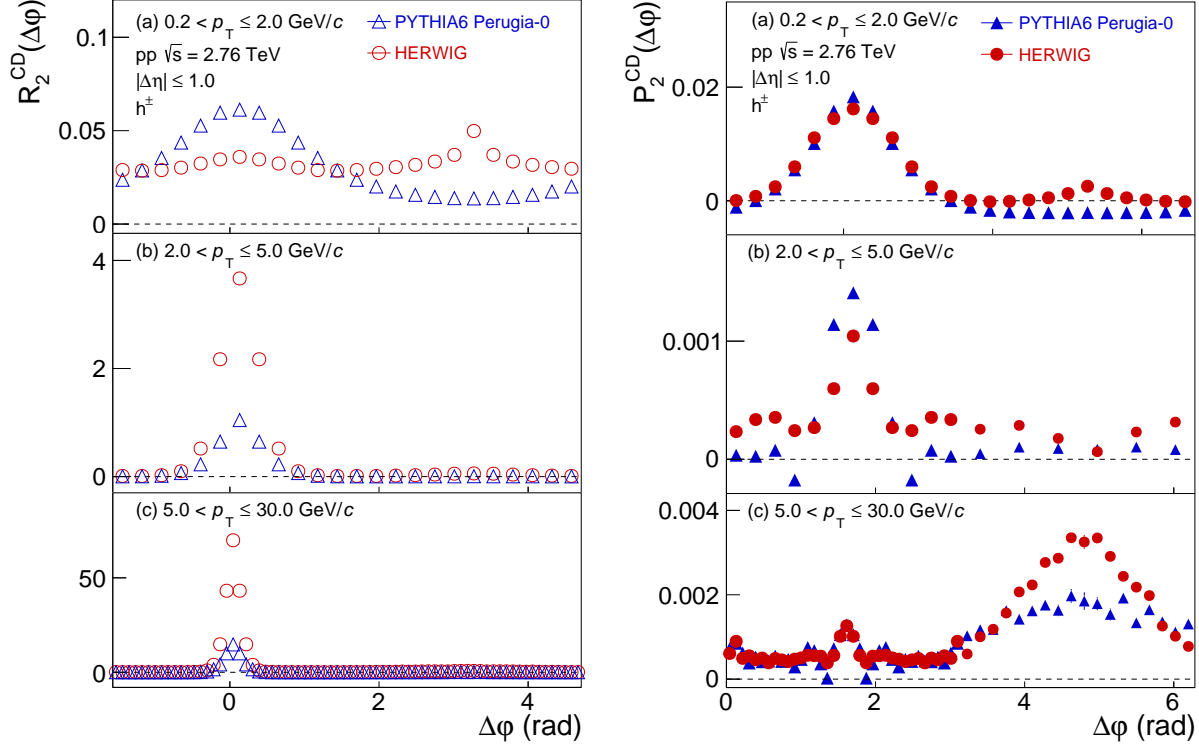 R₂^CD(Δφ)
(a) 0.2 < p_T ≤ 2.0 GeV/c
pp √s = 2.76 TeV
|Δη| ≤ 1.0
h^±
PYTHIA6 Perugia-0
HERWIG
0.1
0.05
0
(b) 2.0 < p_T ≤ 5.0 GeV/c
4
2
0
(c) 5.0 < p_T ≤ 30.0 GeV/c
50
0
0 2 4
Δφ (rad)
P₂^CD(Δφ)
(a) 0.2 < p_T ≤ 2.0 GeV/c
pp √s = 2.76 TeV
|Δη| ≤ 1.0
h^±
PYTHIA6 Perugia-0
HERWIG
0.02
0
(b) 2.0 < p_T ≤ 5.0 GeV/c
0.001
0
(c) 5.0 < p_T ≤ 30.0 GeV/c
0.004
0.002
0
0 2 4 6
Δφ (rad)